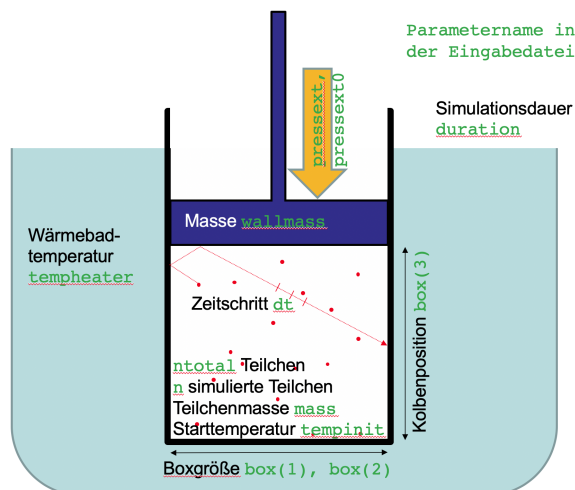 Parametername in
der Eingabedatei
pressext,
pressext0
Simulationsdauer
duration
Masse wallmass
Wärmebad-
temperatur
tempheater
Zeitschritt dt
Kolbenposition box(3)
ntotal Teilchen
n simulierte Teilchen
Teilchenmasse mass
Starttemperatur tempinit
Boxgröße box(1), box(2)